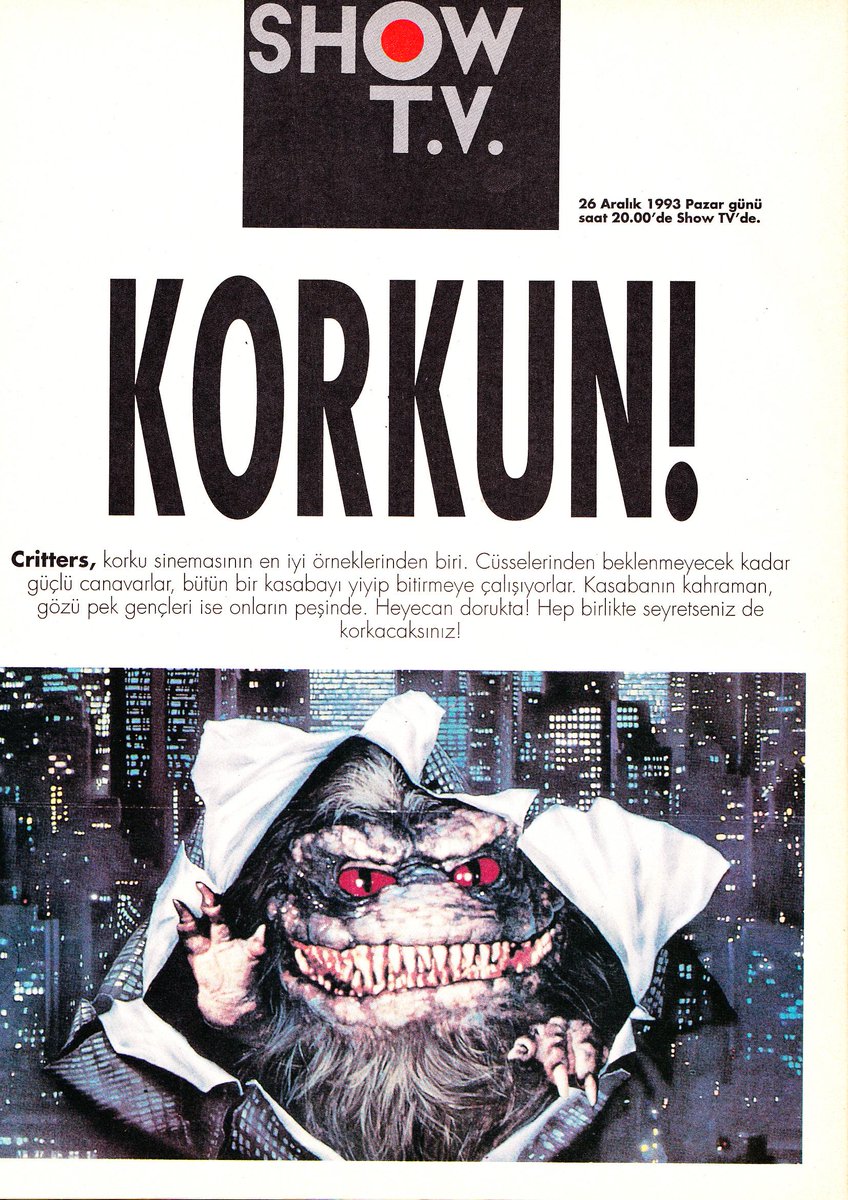 SHOW
T.V.
26 Aralık 1993 Pazar günü
saat 20.00'de Show TV'de.
KORKUN!
Critters, korku sinemasının en iyi örneklerinden biri. Cüsselerinden beklenmeyecek kadar
güçlü canavarlar, bütün bir kasabayı yiyip bitirmeye çalışıyorlar. Kasabanın kahraman,
gözü pek gençleri ise onların peşinde. Heyecan dorukta! Hep birlikte seyretseniz de
korkacaksınız!